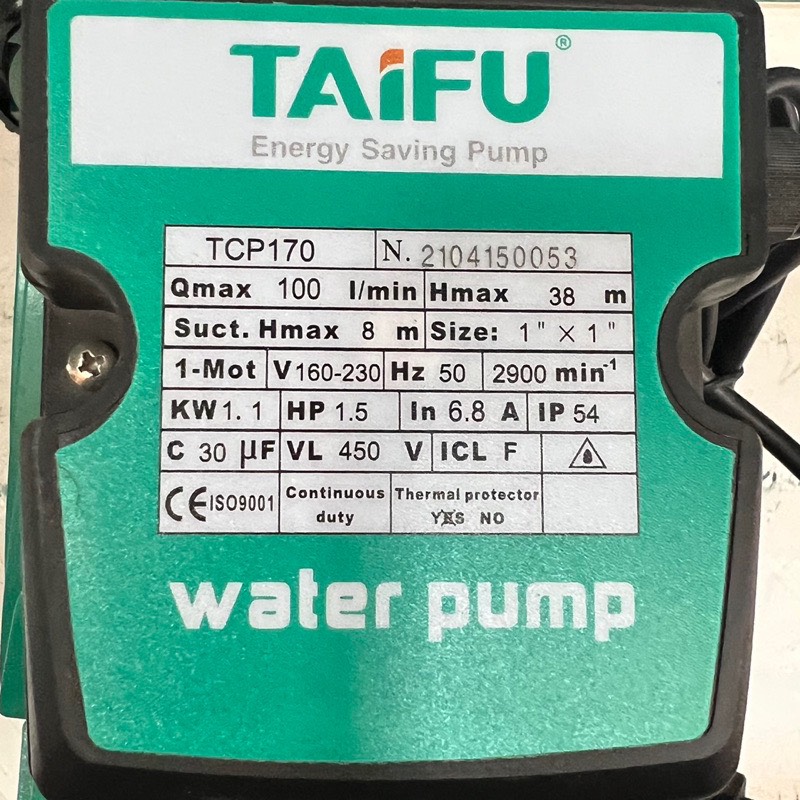 TAiFU®
Energy Saving Pump
TCP170 N. 2104150053
Qmax 100 l/min Hmax 38 m
Suct. Hmax 8 m Size: 1" × 1"
1-Mot V160-230 Hz 50 2900 min⁻¹
KW1.1 HP 1.5 In 6.8 A IP 54
C 30 µF VL 450 V ICL F
CE ISO9001 Continuous duty Thermal protector YES NO
water pump